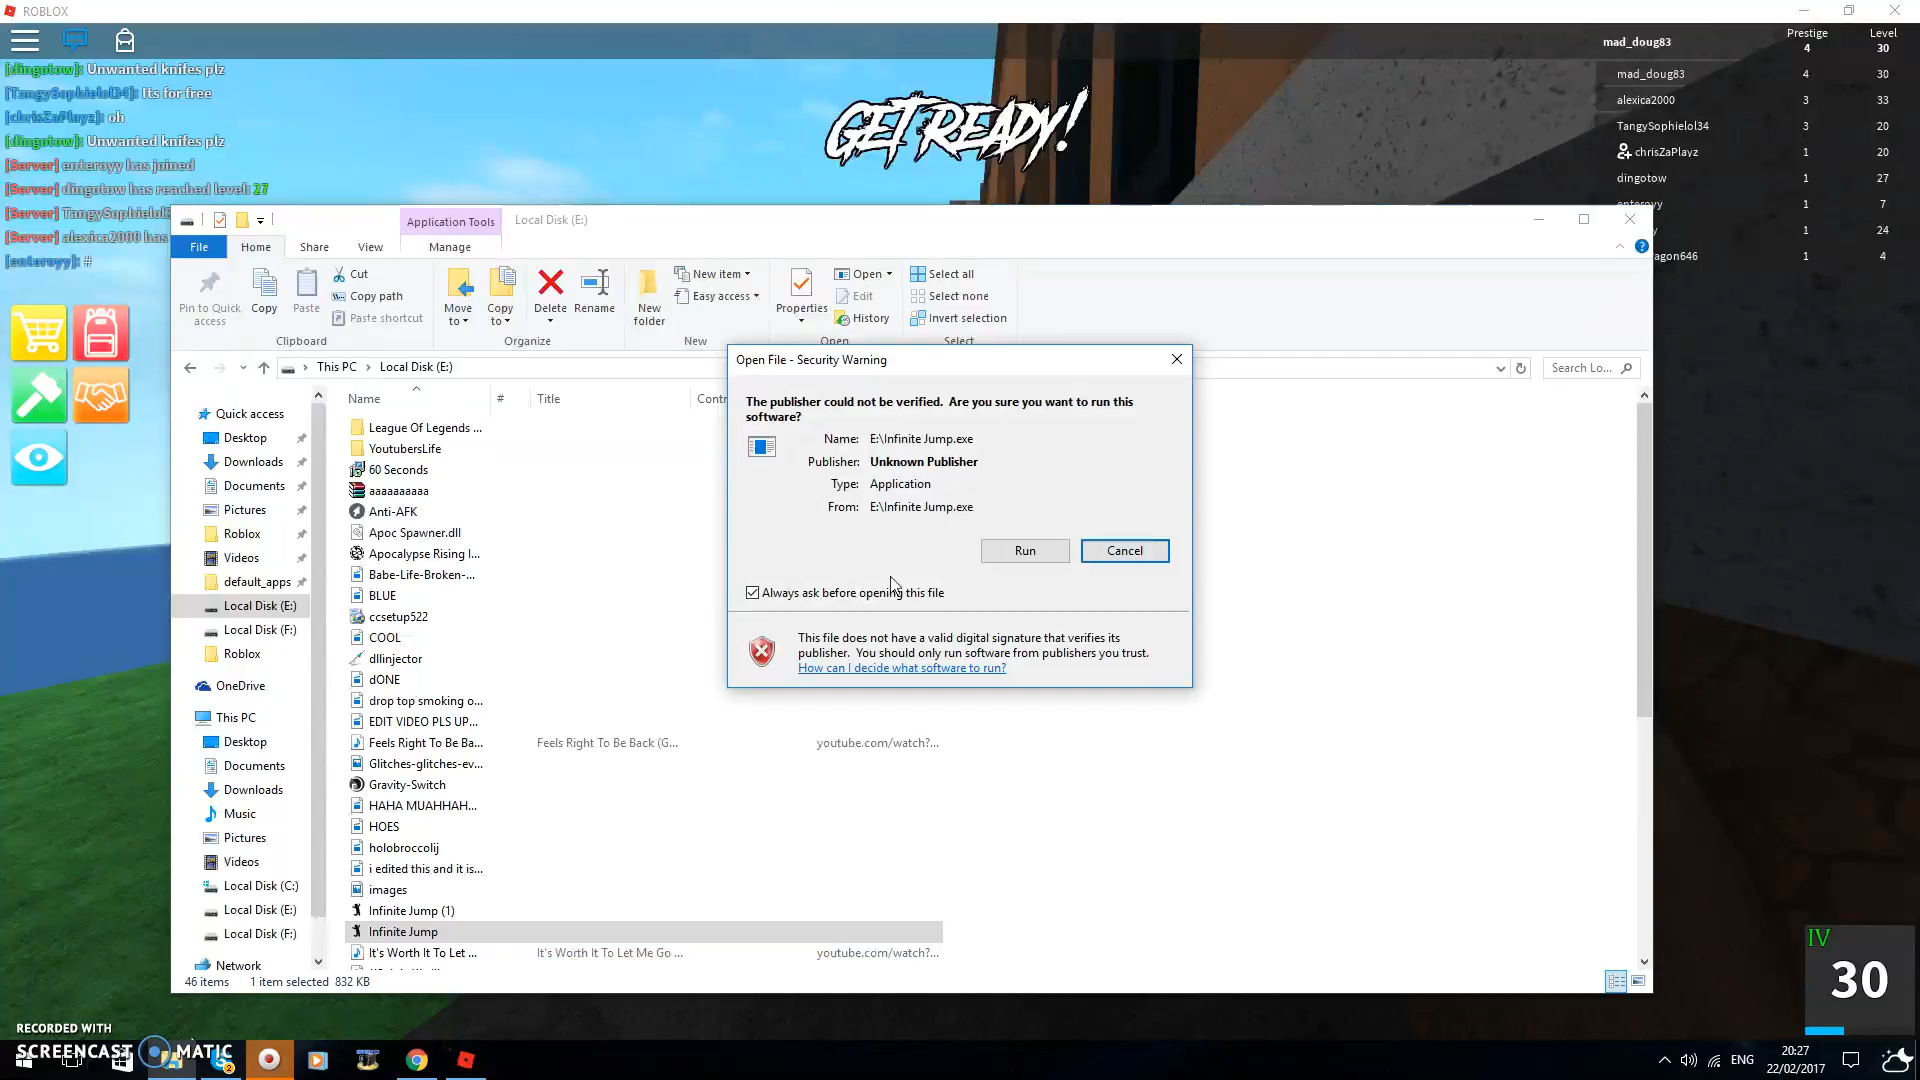 ROBLOX
mad_doug83
Prestige
4
Level
30
[dingotow]: Unwanted knifes plz
[TangySophielol34]: Its for free
[chrisZaPlayz]: oh
[dingotow]: Unwanted knifes plz
[Server] enteroyy has joined
[Server] dingotow has reached level: 27
[Server] TangySophielol
[Server] alexica2000 has
[enteroyy]: #
GET READY!
mad_doug83 4 30
alexica2000 3 33
TangySophielol34 3 20
chrisZaPlayz 1 20
dingotow 1 27
enteroyy 1 7
y 1 24
agon646 1 4
Application Tools
Local Disk (E:)
File
Home
Share
View
Manage
Pin to Quick access
Copy
Paste
Cut
Copy path
Paste shortcut
Clipboard
Move to
Copy to
Delete
Rename
Organize
New folder
New item
Easy access
New
Properties
Open
Edit
History
Open
Select all
Select none
Invert selection
Select
This PC
Local Disk (E:)
Search Lo...
Quick access
Desktop
Downloads
Documents
Pictures
Roblox
Videos
default_apps
Local Disk (E:)
Local Disk (F:)
Roblox
OneDrive
This PC
Desktop
Documents
Downloads
Music
Pictures
Videos
Local Disk (C:)
Local Disk (E:)
Local Disk (F:)
Network
Name
#
Title
Contr
League Of Legends ...
YoutubersLife
60 Seconds
aaaaaaaaaa
Anti-AFK
Apoc Spawner.dll
Apocalypse Rising I...
Babe-Life-Broken-...
BLUE
ccsetup522
COOL
dllinjector
dONE
drop top smoking o...
EDIT VIDEO PLS UP...
Feels Right To Be Ba... Feels Right To Be Back (G... youtube.com/watch?...
Glitches-glitches-ev...
Gravity-Switch
HAHA MUAHHAH...
HOES
holobroccolij
i edited this and it is...
images
Infinite Jump (1)
Infinite Jump
It's Worth It To Let ... It's Worth It To Let Me Go ... youtube.com/watch?...
46 items
1 item selected 832 KB
Open File - Security Warning
The publisher could not be verified. Are you sure you want to run this
software?
Name: E:\Infinite Jump.exe
Publisher: Unknown Publisher
Type: Application
From: E:\Infinite Jump.exe
Run
Cancel
Always ask before opening this file
This file does not have a valid digital signature that verifies its
publisher. You should only run software from publishers you trust.
How can I decide what software to run?
IV
30
RECORDED WITH
SCREENCAST MATIC
2
ENG
20:27
22/02/2017